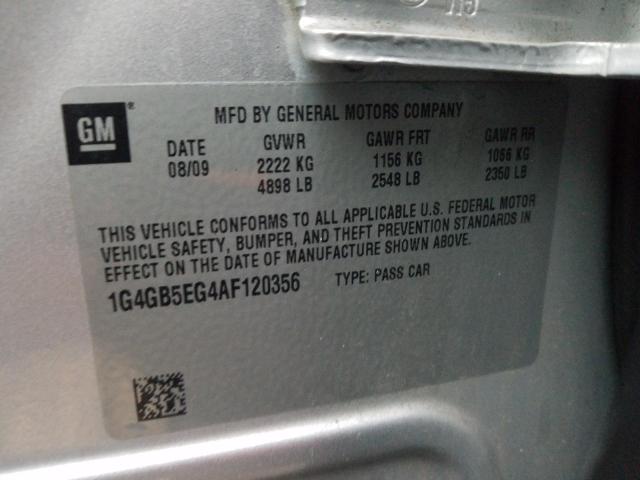 GM®
MFD BY GENERAL MOTORS COMPANY
DATE GVWR GAWR FRT GAWR RR
08/09 2222 KG 1156 KG 1066 KG
4898 LB 2548 LB 2350 LB
THIS VEHICLE CONFORMS TO ALL APPLICABLE U.S. FEDERAL MOTOR
VEHICLE SAFETY, BUMPER, AND THEFT PREVENTION STANDARDS IN
EFFECT ON THE DATE OF MANUFACTURE SHOWN ABOVE.
1G4GB5EG4AF120356 TYPE: PASS CAR